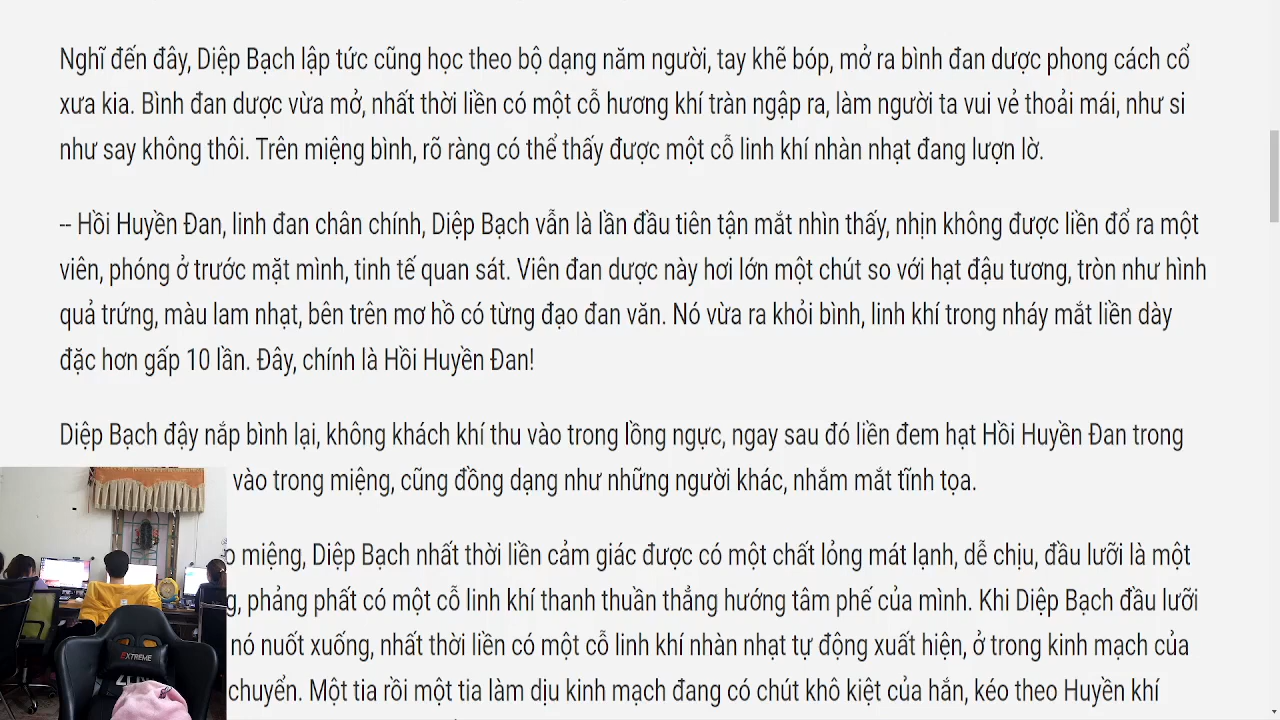 Nghĩ đến đây, Diệp Bạch lập tức cũng học theo bộ dạng năm người, tay khẽ bóp, mở ra bình đan dược phong cách cổ
xưa kia. Bình đan dược vừa mở, nhất thời liền có một cỗ hương khí tràn ngập ra, làm người ta vui vẻ thoải mái, như si
như say không thôi. Trên miệng bình, rõ ràng có thể thấy được một cỗ linh khí nhàn nhạt đang lượn lờ.
-- Hồi Huyền Đan, linh đan chân chính, Diệp Bạch vẫn là lần đầu tiên tận mắt nhìn thấy, nhịn không được liền đổ ra một
viên, phóng ở trước mặt mình, tinh tế quan sát. Viên đan dược này hơi lớn một chút so với hạt đậu tương, tròn như hình
quả trứng, màu lam nhạt, bên trên mơ hồ có từng đạo đan văn. Nó vừa ra khỏi bình, linh khí trong nháy mắt liền dày
đặc hơn gấp 10 lần. Đây, chính là Hồi Huyền Đan!
Diệp Bạch đậy nắp bình lại, không khách khí thu vào trong lồng ngực, ngay sau đó liền đem hạt Hồi Huyền Đan trong
vào trong miệng, cũng đồng dạng như những người khác, nhắm mắt tĩnh tọa.
miệng, Diệp Bạch nhất thời liền cảm giác được có một chất lỏng mát lạnh, dễ chịu, đầu lưỡi là một
phảng phất có một cỗ linh khí thanh thuần thẳng hướng tâm phế của mình. Khi Diệp Bạch đầu lưỡi
nó nuốt xuống, nhất thời liền có một cỗ linh khí nhàn nhạt tự động xuất hiện, ở trong kinh mạch của
chuyển. Một tia rồi một tia làm dịu kinh mạch đang có chút khô kiệt của hắn, kéo theo Huyền khí
EXTREME